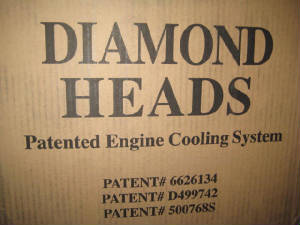 DIAMOND
HEADS
Patented Engine Cooling System
PATENT# 6626134
PATENT# D499742
PATENT# 500768S